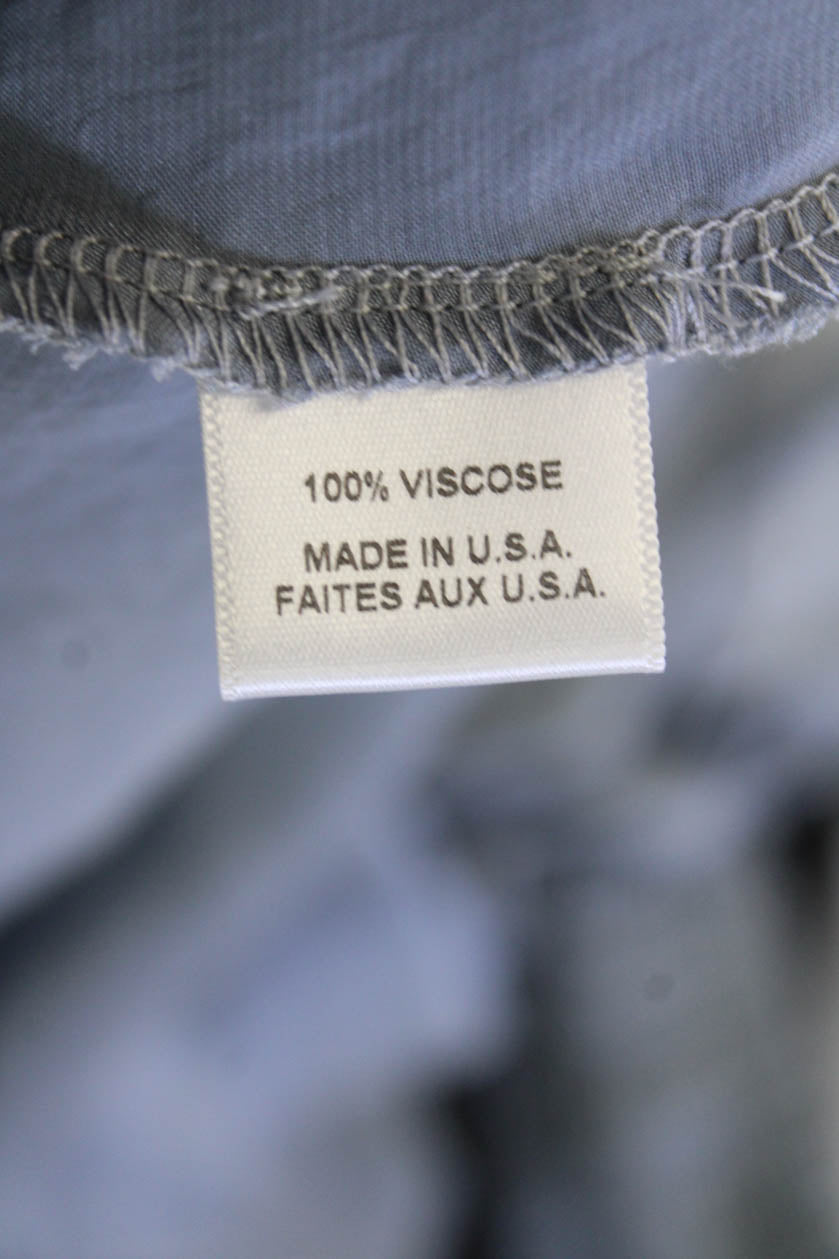 100% VISCOSE
MADE IN U.S.A.
FAITES AUX U.S.A.